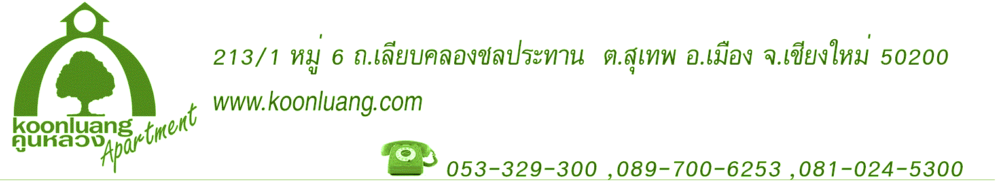 213/1 หมู่ 6 ถ.เลียบคลองชลประทาน ต.สุเทพ อ.เมือง จ.เชียงใหม่ 50200
www.koonluang.com
koonluang
คูนหลวง
Apartment
053-329-300 ,089-700-6253 ,081-024-5300